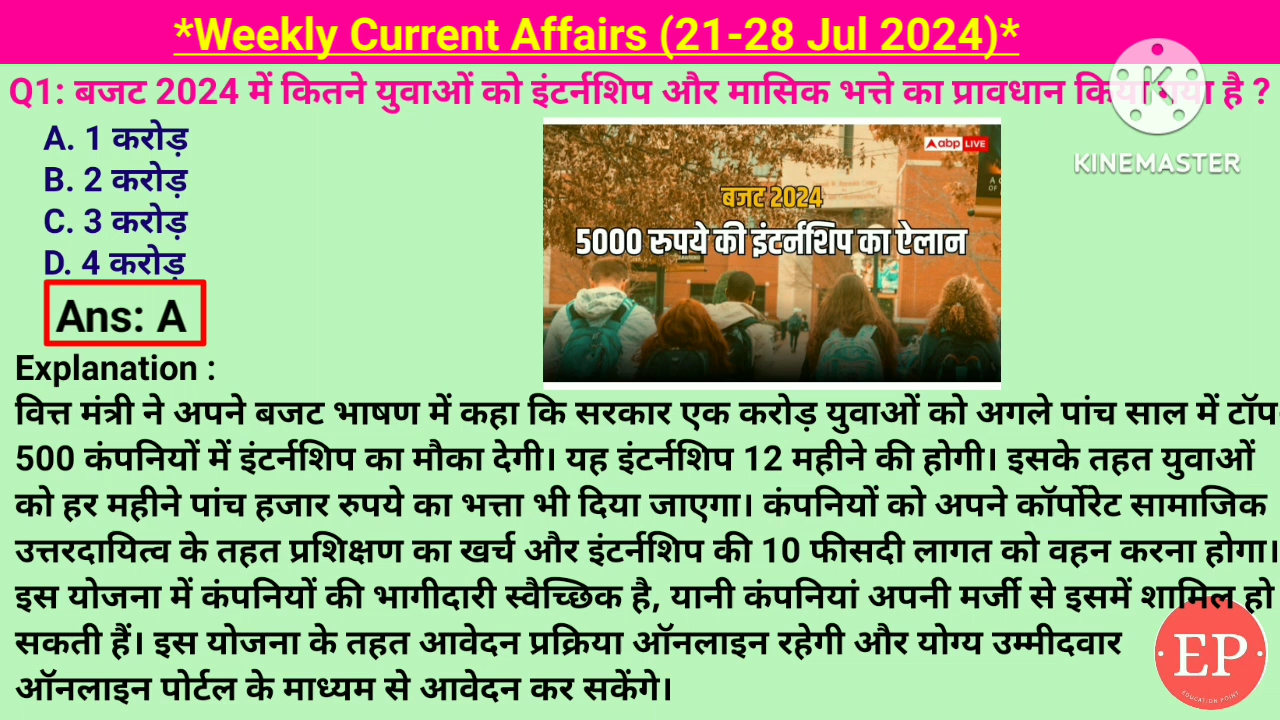 *Weekly Current Affairs (21-28 Jul 2024)*
Q1: बजट 2024 में कितने युवाओं को इंटर्नशिप और मासिक भत्ते का प्रावधान किया गया है ?
A. 1 करोड़
B. 2 करोड़
C. 3 करोड़
D. 4 करोड़
Ans: A
KINEMASTER
abp LIVE
बजट 2024
5000 रुपये की इंटर्नशिप का ऐलान
Explanation :
वित्त मंत्री ने अपने बजट भाषण में कहा कि सरकार एक करोड़ युवाओं को अगले पांच साल में टॉप
500 कंपनियों में इंटर्नशिप का मौका देगी। यह इंटर्नशिप 12 महीने की होगी। इसके तहत युवाओं
को हर महीने पांच हजार रुपये का भत्ता भी दिया जाएगा। कंपनियों को अपने कॉर्पोरेट सामाजिक
उत्तरदायित्व के तहत प्रशिक्षण का खर्च और इंटर्नशिप की 10 फीसदी लागत को वहन करना होगा।
इस योजना में कंपनियों की भागीदारी स्वैच्छिक है, यानी कंपनियां अपनी मर्जी से इसमें शामिल हो
सकती हैं। इस योजना के तहत आवेदन प्रक्रिया ऑनलाइन रहेगी और योग्य उम्मीदवार
ऑनलाइन पोर्टल के माध्यम से आवेदन कर सकेंगे।
EP
EDUCATION POINT